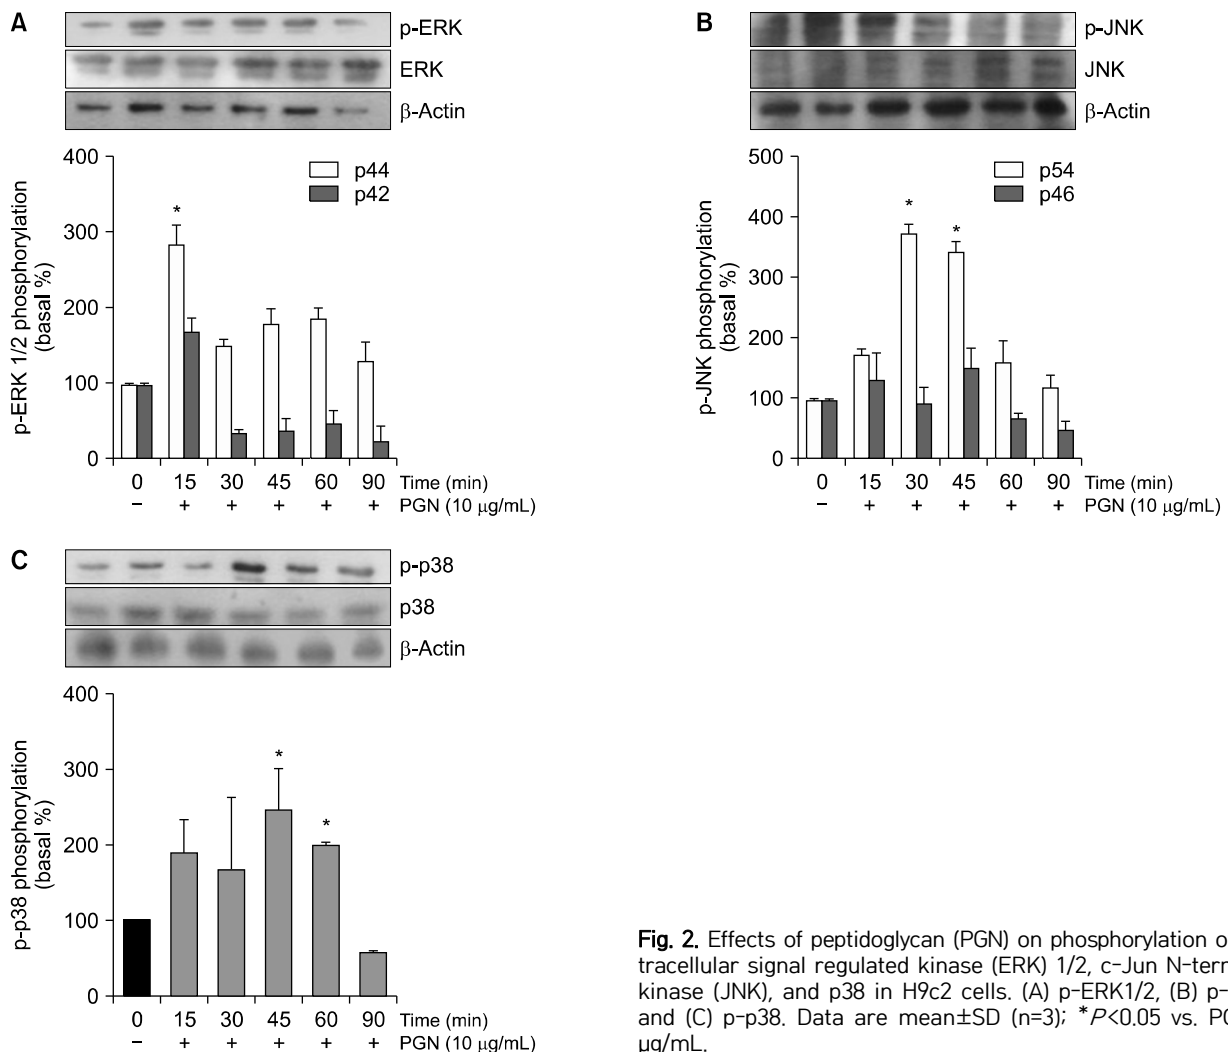 A
p-ERK
ERK
β-Actin
400
300
200
100
0
p-ERK 1/2 phosphorylation
(basal %)
p44
p42
*
0 15 30 45 60 90 Time (min)
− + + + + + PGN (10 μg/mL)
B
p-JNK
JNK
β-Actin
500
400
300
200
100
0
p-JNK phosphorylation
(basal %)
p54
p46
* *
0 15 30 45 60 90 Time (min)
− + + + + + PGN (10 μg/mL)
C
p-p38
p38
β-Actin
400
300
200
100
0
p-p38 phosphorylation
(basal %)
* *
0 15 30 45 60 90 Time (min)
− + + + + + PGN (10 μg/mL)
Fig. 2. Effects of peptidoglycan (PGN) on phosphorylation o
tracellular signal regulated kinase (ERK) 1/2, c-Jun N-tern
kinase (JNK), and p38 in H9c2 cells. (A) p-ERK1/2, (B) p-
and (C) p-p38. Data are mean±SD (n=3); *P<0.05 vs. PG
μg/mL.